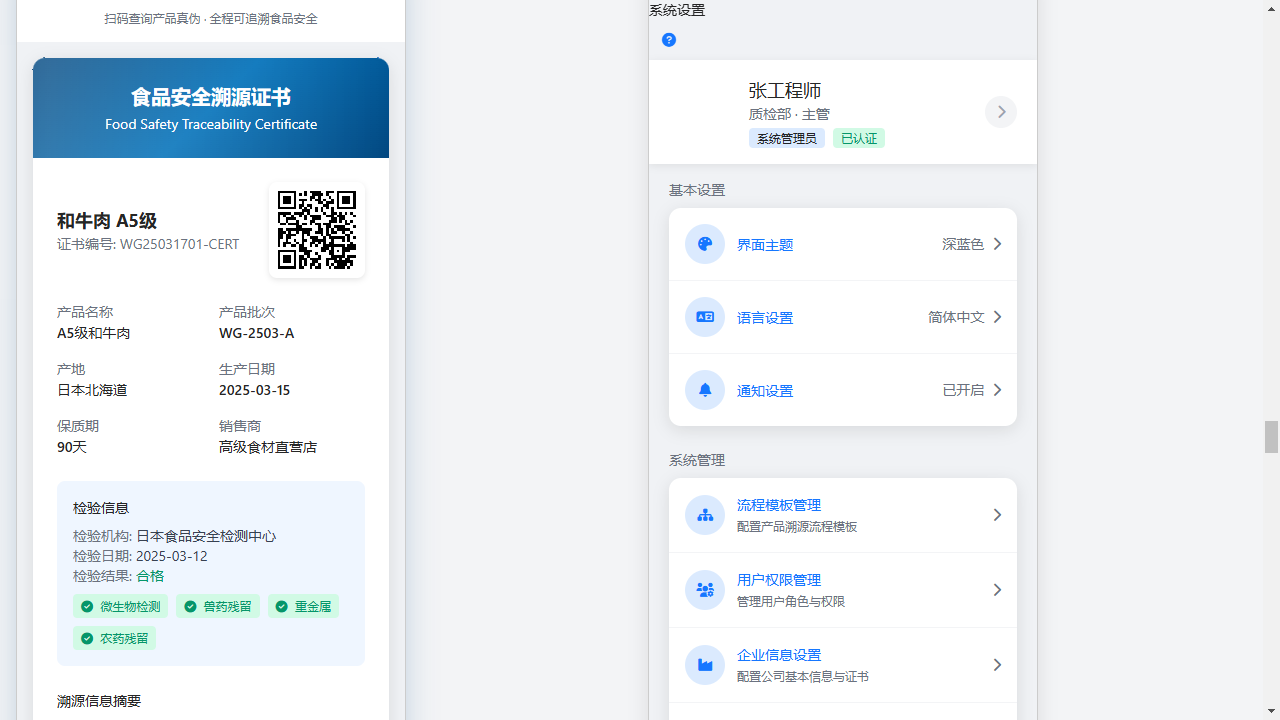 扫码查询产品真伪 · 全程可追溯食品安全
食品安全溯源证书
Food Safety Traceability Certificate
和牛肉 A5级
证书编号: WG25031701-CERT
产品名称
A5级和牛肉
产品批次
WG-2503-A
产地
日本北海道
生产日期
2025-03-15
保质期
90天
销售商
高级食材直营店
检验信息
检验机构: 日本食品安全检测中心
检验日期: 2025-03-12
检验结果: 合格
微生物检测
兽药残留
重金属
农药残留
溯源信息摘要
系统设置
张工程师
质检部 · 主管
系统管理员
已认证
基本设置
界面主题
深蓝色
语言设置
简体中文
通知设置
已开启
系统管理
流程模板管理
配置产品溯源流程模板
用户权限管理
管理用户角色与权限
企业信息设置
配置公司基本信息与证书